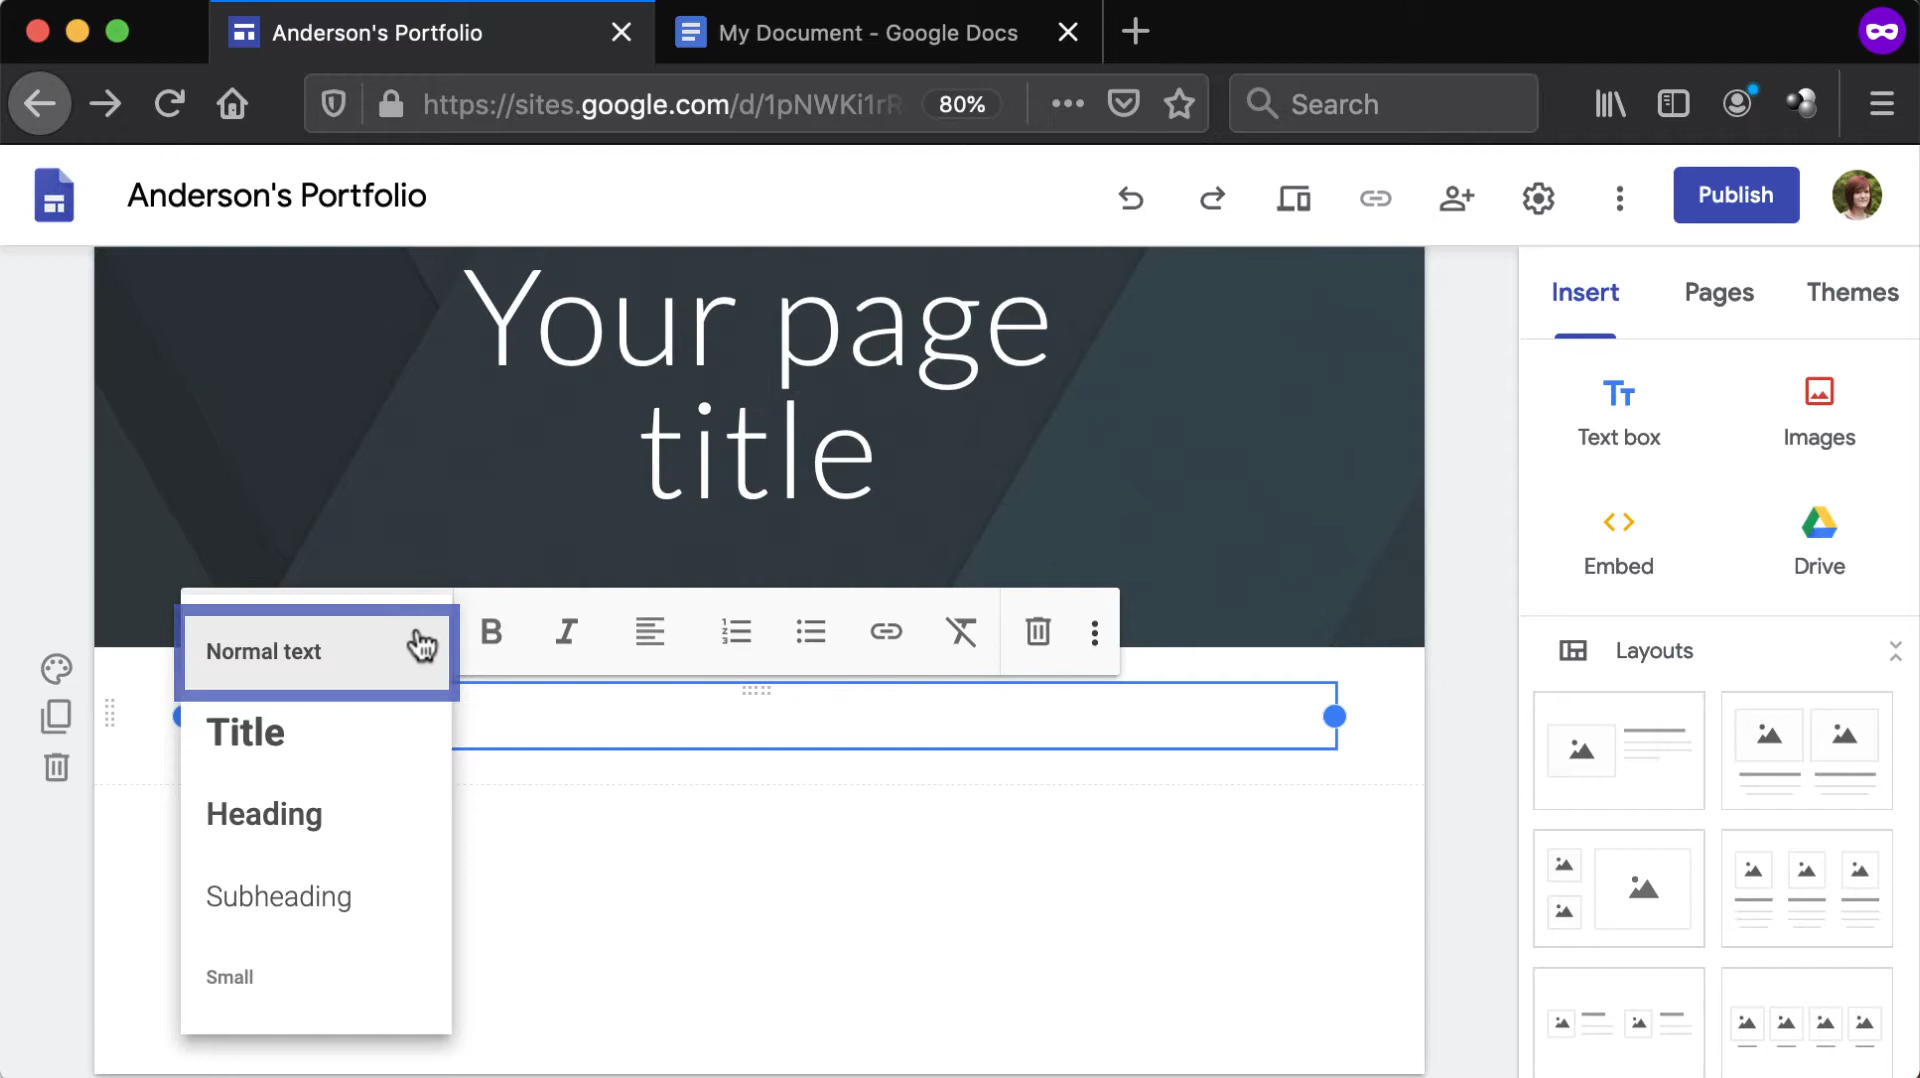 Anderson's Portfolio
My Document - Google Docs
https://sites.google.com/d/1pNWKi1rR
80%
Search
Anderson's Portfolio
Publish
Your page
title
Insert
Pages
Themes
Text box
Images
Embed
Drive
Normal text
Title
Heading
Subheading
Small
Layouts